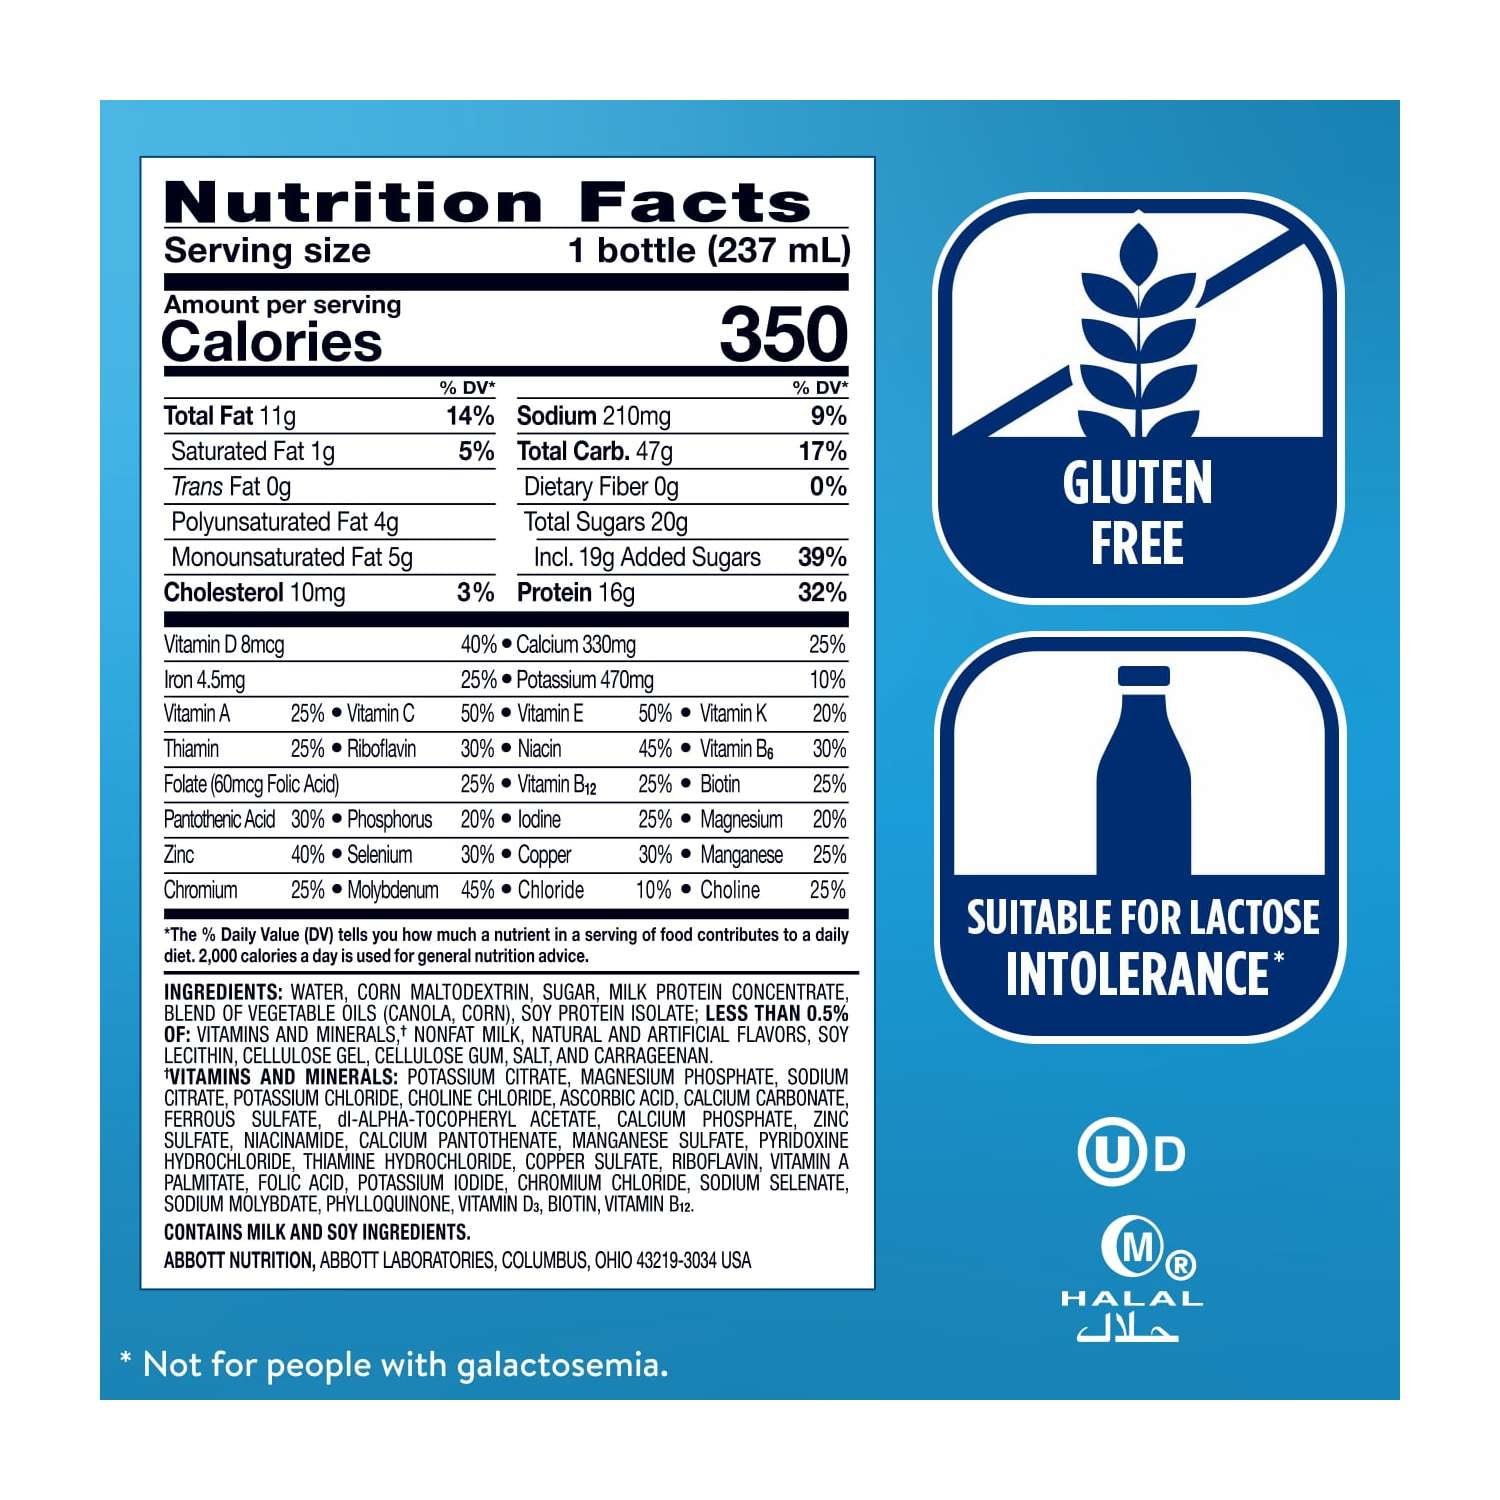 Nutrition Facts
Serving size 1 bottle (237 mL)
Amount per serving
Calories 350
% DV* % DV*
Total Fat 11g 14% Sodium 210mg 9%
Saturated Fat 1g 5% Total Carb. 47g 17%
Trans Fat 0g Dietary Fiber 0g 0%
Polyunsaturated Fat 4g Total Sugars 20g
Monounsaturated Fat 5g Incl. 19g Added Sugars 39%
Cholesterol 10mg 3% Protein 16g 32%
Vitamin D 8mcg 40% • Calcium 330mg 25%
Iron 4.5mg 25% • Potassium 470mg 10%
Vitamin A 25% • Vitamin C 50% • Vitamin E 50% • Vitamin K 20%
Thiamin 25% • Riboflavin 30% • Niacin 45% • Vitamin B₆ 30%
Folate (60mcg Folic Acid) 25% • Vitamin B₁₂ 25% • Biotin 25%
Pantothenic Acid 30% • Phosphorus 20% • Iodine 25% • Magnesium 20%
Zinc 40% • Selenium 30% • Copper 30% • Manganese 25%
Chromium 25% • Molybdenum 45% • Chloride 10% • Choline 25%
*The % Daily Value (DV) tells you how much a nutrient in a serving of food contributes to a daily
diet. 2,000 calories a day is used for general nutrition advice.
INGREDIENTS: WATER, CORN MALTODEXTRIN, SUGAR, MILK PROTEIN CONCENTRATE,
BLEND OF VEGETABLE OILS (CANOLA, CORN), SOY PROTEIN ISOLATE; LESS THAN 0.5%
OF: VITAMINS AND MINERALS,† NONFAT MILK, NATURAL AND ARTIFICIAL FLAVORS, SOY
LECITHIN, CELLULOSE GEL, CELLULOSE GUM, SALT, AND CARRAGEENAN.
†VITAMINS AND MINERALS: POTASSIUM CITRATE, MAGNESIUM PHOSPHATE, SODIUM
CITRATE, POTASSIUM CHLORIDE, CHOLINE CHLORIDE, ASCORBIC ACID, CALCIUM CARBONATE,
FERROUS SULFATE, dl-ALPHA-TOCOPHERYL ACETATE, CALCIUM PHOSPHATE, ZINC
SULFATE, NIACINAMIDE, CALCIUM PANTOTHENATE, MANGANESE SULFATE, PYRIDOXINE
HYDROCHLORIDE, THIAMINE HYDROCHLORIDE, COPPER SULFATE, RIBOFLAVIN, VITAMIN A
PALMITATE, FOLIC ACID, POTASSIUM IODIDE, CHROMIUM CHLORIDE, SODIUM SELENATE,
SODIUM MOLYBDATE, PHYLLOQUINONE, VITAMIN D₃, BIOTIN, VITAMIN B₁₂.
CONTAINS MILK AND SOY INGREDIENTS.
ABBOTT NUTRITION, ABBOTT LABORATORIES, COLUMBUS, OHIO 43219-3034 USA
* Not for people with galactosemia.
GLUTEN
FREE
SUITABLE FOR LACTOSE
INTOLERANCE*
U D
M ®
HALAL
حلال